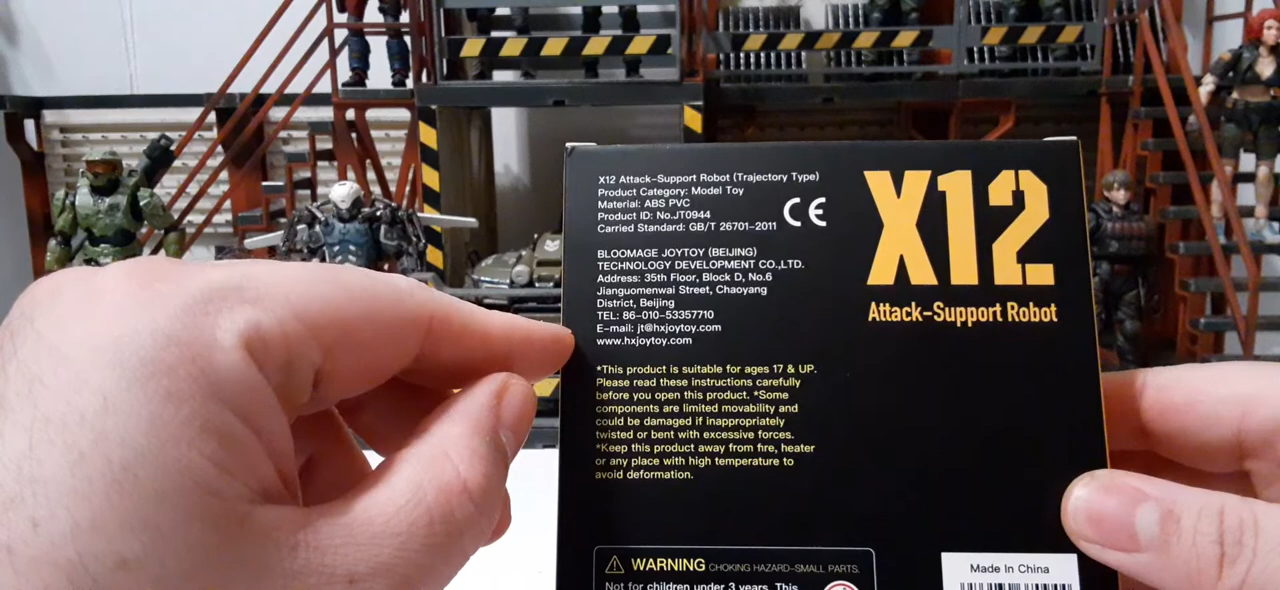 X12 Attack-Support Robot (Trajectory Type)
Product Category: Model Toy
Material: ABS PVC
Product ID: No.JT0944
Carried Standard: GB/T 26701-2011
CE
BLOOMAGE JOYTOY (BEIJING)
TECHNOLOGY DEVELOPMENT CO.,LTD.
Address: 35th Floor, Block D, No.6
Jianguomenwai Street, Chaoyang
District, Beijing
TEL: 86-010-53357710
E-mail: jt@hxjoytoy.com
www.hxjoytoy.com
*This product is suitable for ages 17 & UP.
Please read these instructions carefully
before you open this product. *Some
components are limited movability and
could be damaged if inappropriately
twisted or bent with excessive forces.
*Keep this product away from fire, heater
or any place with high temperature to
avoid deformation.
X12
Attack-Support Robot
WARNING CHOKING HAZARD-SMALL PARTS.
Not for children under 3 years. This
Made In China